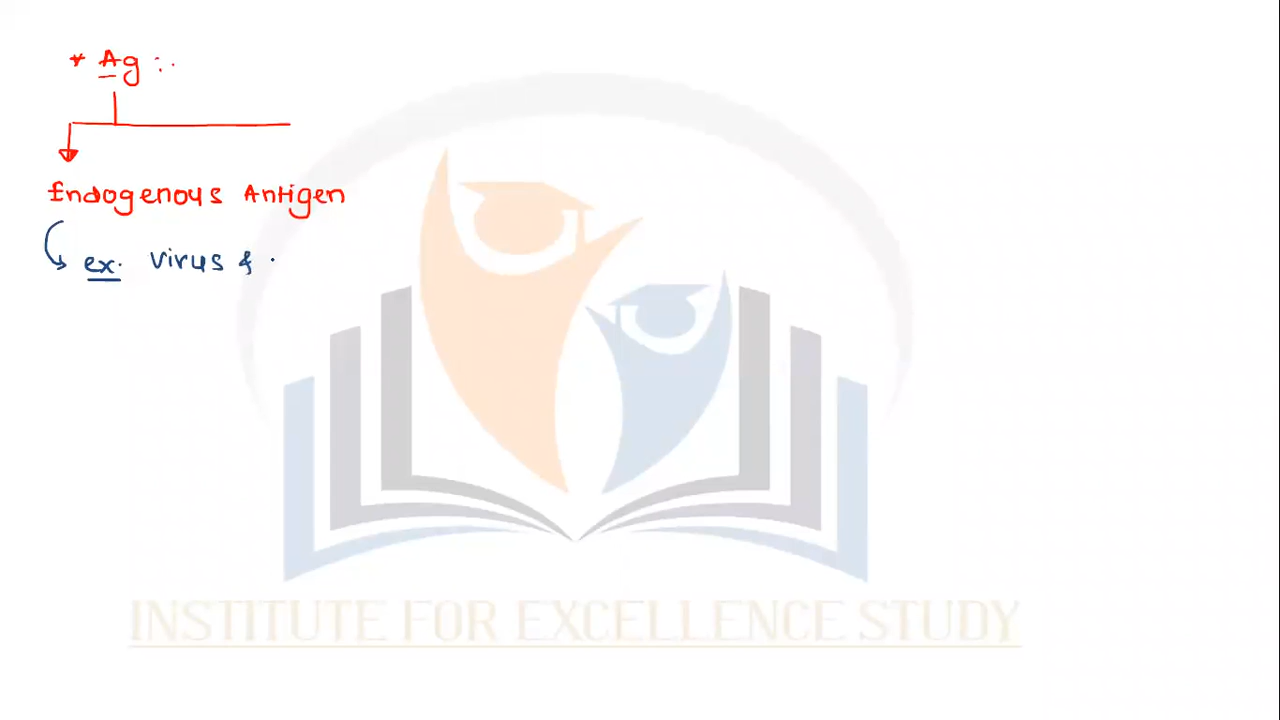 * Ag :.
Endogenous Antigen
ex. virus &
INSTITUTE FOR EXCELLENCE STUDY